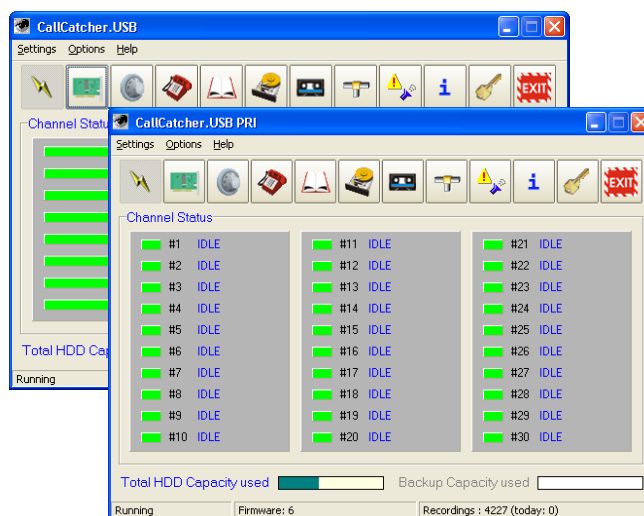 CallCatcher.USB
Settings Options Help
EXIT
Channel Status
Total HDD Cap
Running
CallCatcher.USB PRI
Settings Options Help
i
EXIT
Channel Status
#1 IDLE #11 IDLE #21 IDLE
#2 IDLE #12 IDLE #22 IDLE
#3 IDLE #13 IDLE #23 IDLE
#4 IDLE #14 IDLE #24 IDLE
#5 IDLE #15 IDLE #25 IDLE
#6 IDLE #16 IDLE #26 IDLE
#7 IDLE #17 IDLE #27 IDLE
#8 IDLE #18 IDLE #28 IDLE
#9 IDLE #19 IDLE #29 IDLE
#10 IDLE #20 IDLE #30 IDLE
Total HDD Capacity used Backup Capacity used
Running Firmware: 6 Recordings : 4227 (today: 0)